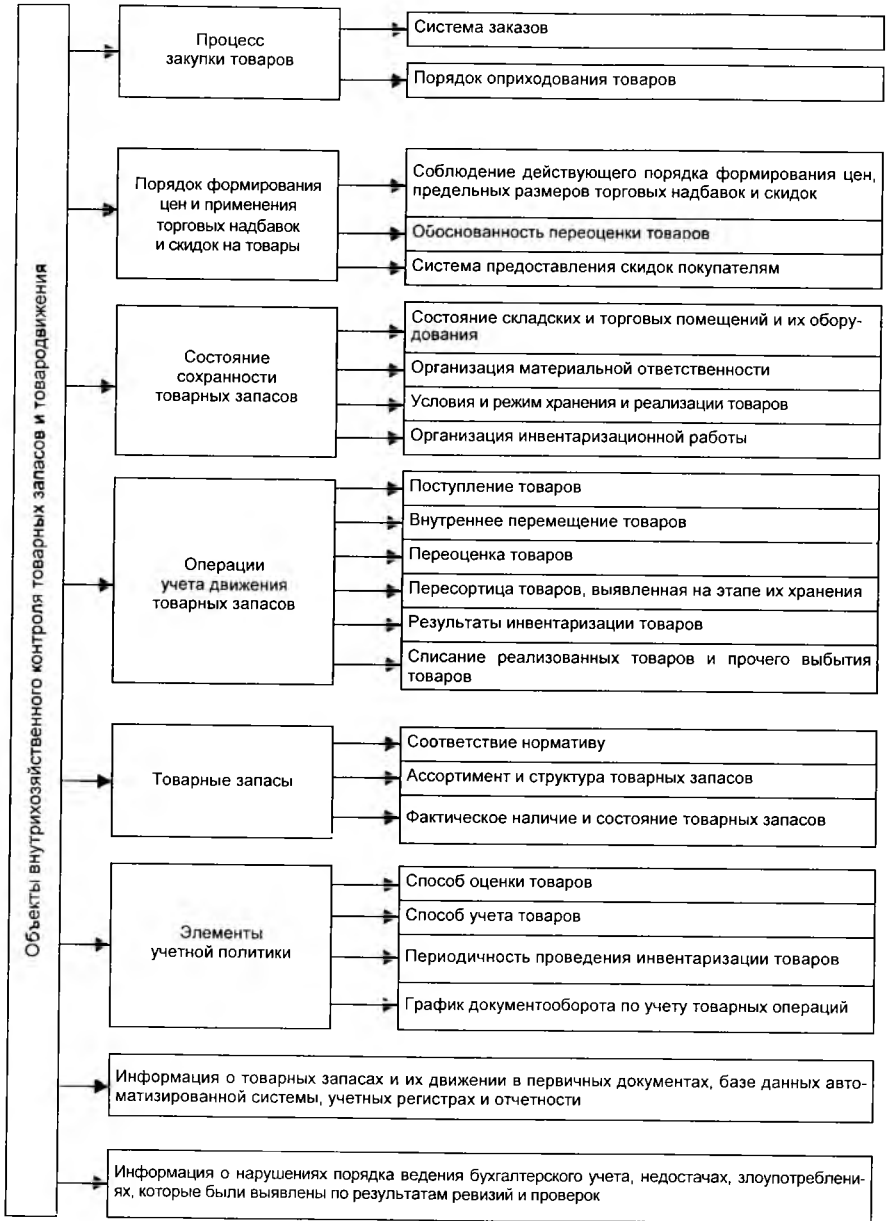 Объекты внутрихозяйственного контроля товарных запасов и товародвижения
Процесс
закупки товаров
Система заказов
Порядок оприходования товаров
Порядок формирования
цен и применения
торговых надбавок
и скидок на товары
Соблюдение действующего порядка формирования цен,
предельных размеров торговых надбавок и скидок
Обоснованность переоценки товаров
Система предоставления скидок покупателям
Состояние
сохранности
товарных запасов
Состояние складских и торговых помещений и их обору-
дования
Организация материальной ответственности
Условия и режим хранения и реализации товаров
Организация инвентаризационной работы
Операции
учета движения
товарных запасов
Поступление товаров
Внутреннее перемещение товаров
Переоценка товаров
Пересортица товаров, выявленная на этапе их хранения
Результаты инвентаризации товаров
Списание реализованных товаров и прочего выбытия
товаров
Товарные запасы
Соответствие нормативу
Ассортимент и структура товарных запасов
Фактическое наличие и состояние товарных запасов
Элементы
учетной политики
Способ оценки товаров
Способ учета товаров
Периодичность проведения инвентаризации товаров
График документооборота по учету товарных операций
Информация о товарных запасах и их движении в первичных документах, базе данных авто-
матизированной системы, учетных регистрах и отчетности
Информация о нарушениях порядка ведения бухгалтерского учета, недостачах, злоупотреблени-
ях, которые были выявлены по результатам ревизий и проверок